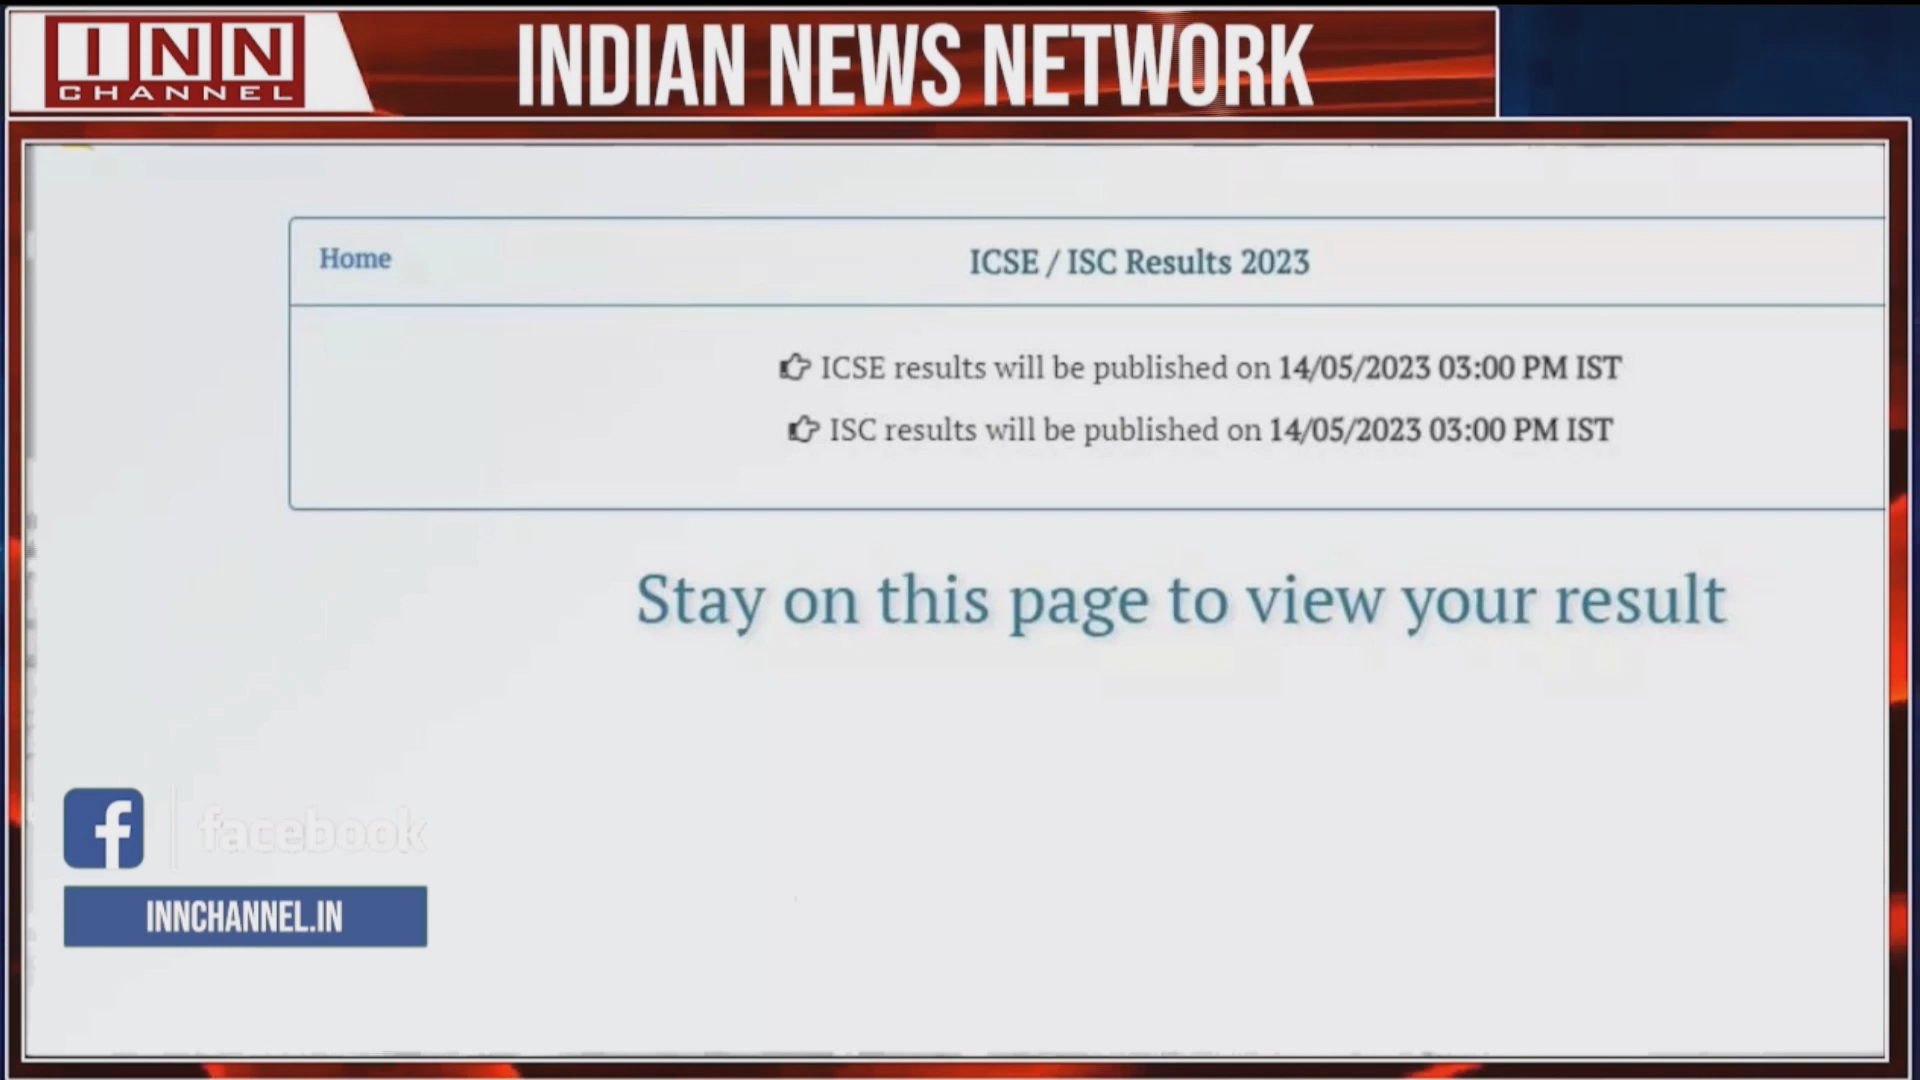 INN
CHANNEL
INDIAN NEWS NETWORK
Home
ICSE / ISC Results 2023
ICSE results will be published on 14/05/2023 03:00 PM IST
ISC results will be published on 14/05/2023 03:00 PM IST
Stay on this page to view your result
f
facebook
INNCHANNEL.IN